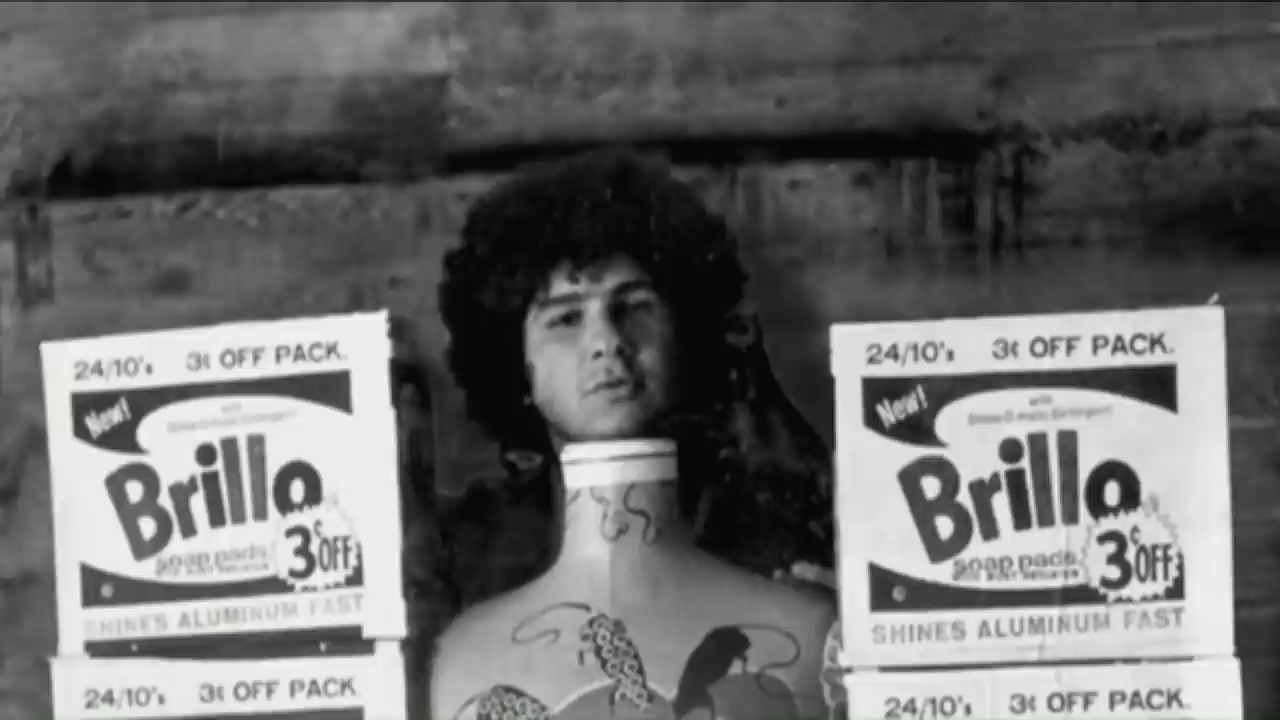 24/10's 3¢ OFF PACK.
New!
with
Brillo
soap pads
3¢ OFF
SHINES ALUMINUM FAST
24/10's 3¢ OFF PACK.
24/10's 3¢ OFF PACK.
New!
with
Brillo
soap pads
3¢ OFF
SHINES ALUMINUM FAST
24/10's 3¢ OFF PACK.